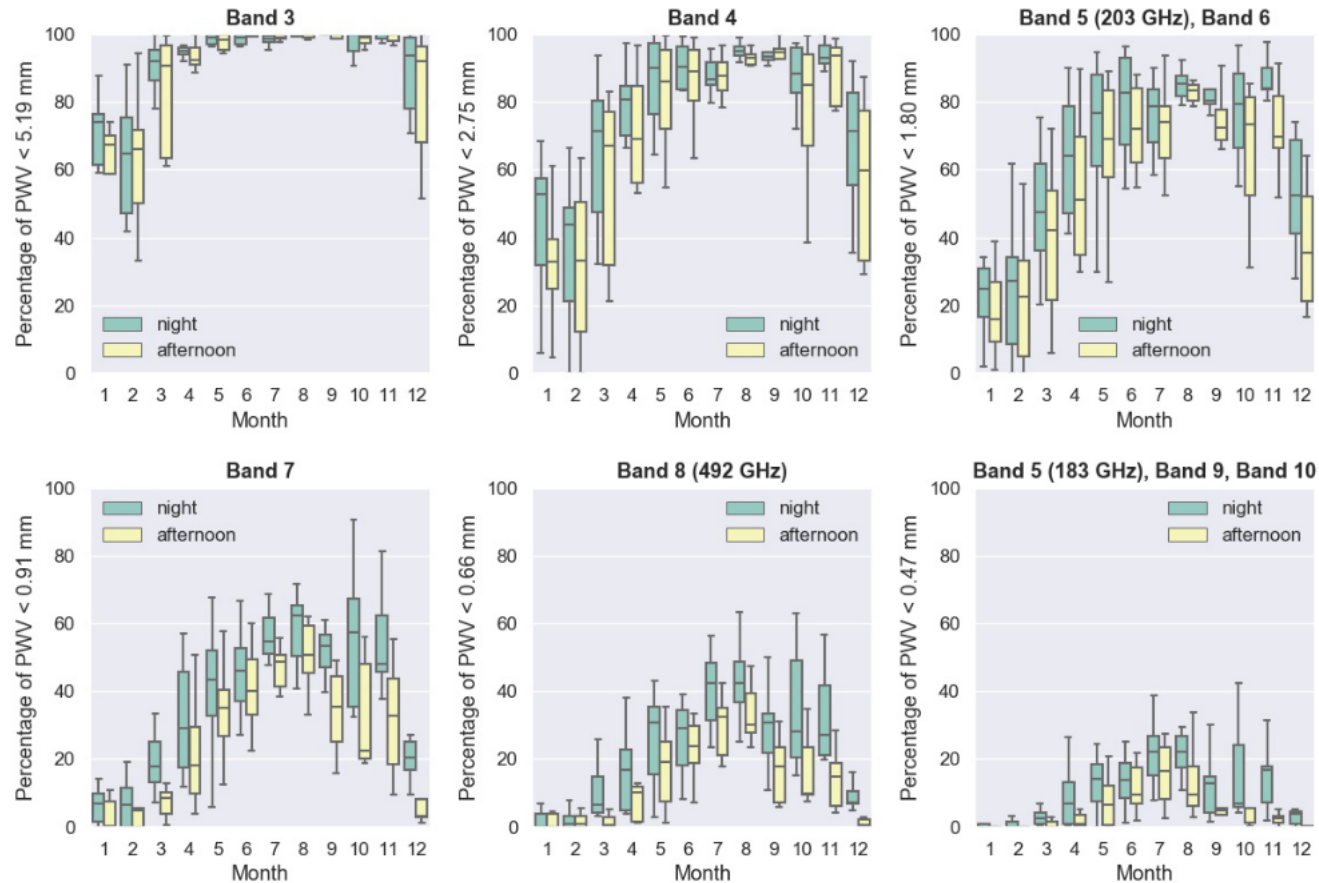 Band 3
Percentage of PWV < 5.19 mm
100
80
60
40
20
0
night
afternoon
1 2 3 4 5 6 7 8 9 10 11 12
Month
Band 4
Percentage of PWV < 2.75 mm
100
80
60
40
20
0
night
afternoon
1 2 3 4 5 6 7 8 9 10 11 12
Month
Band 5 (203 GHz), Band 6
Percentage of PWV < 1.80 mm
100
80
60
40
20
0
night
afternoon
1 2 3 4 5 6 7 8 9 10 11 12
Month
Band 7
Percentage of PWV < 0.91 mm
100
80
60
40
20
0
night
afternoon
1 2 3 4 5 6 7 8 9 10 11 12
Month
Band 8 (492 GHz)
Percentage of PWV < 0.66 mm
100
80
60
40
20
0
night
afternoon
1 2 3 4 5 6 7 8 9 10 11 12
Month
Band 5 (183 GHz), Band 9, Band 10
Percentage of PWV < 0.47 mm
100
80
60
40
20
0
night
afternoon
1 2 3 4 5 6 7 8 9 10 11 12
Month